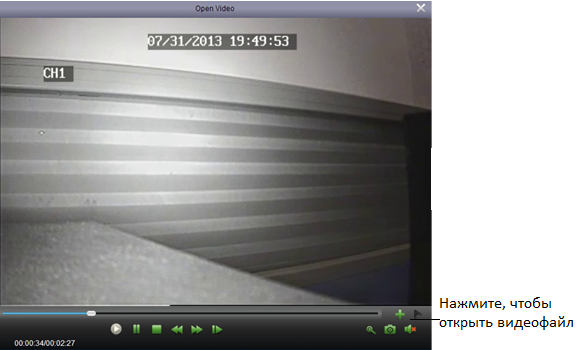 Open Video
07/31/2013 19:49:53
CH1
Нажмите, чтобы
открыть видеофайл
00:00:34/00:02:27